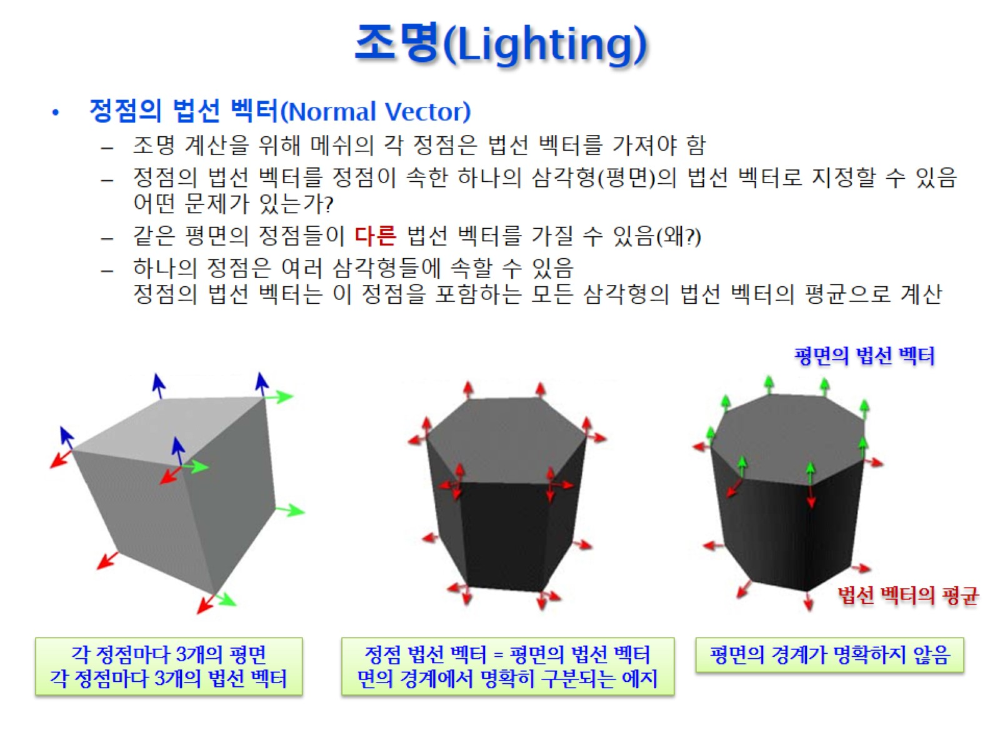 조명(Lighting)
• 정점의 법선 벡터(Normal Vector)
– 조명 계산을 위해 메쉬의 각 정점은 법선 벡터를 가져야 함
– 정점의 법선 벡터를 정점이 속한 하나의 삼각형(평면)의 법선 벡터로 지정할 수 있음
어떤 문제가 있는가?
– 같은 평면의 정점들이 다른 법선 벡터를 가질 수 있음(왜?)
– 하나의 정점은 여러 삼각형들에 속할 수 있음
정점의 법선 벡터는 이 정점을 포함하는 모든 삼각형의 법선 벡터의 평균으로 계산
평면의 법선 벡터
법선 벡터의 평균
각 정점마다 3개의 평면
각 정점마다 3개의 법선 벡터
정점 법선 벡터 = 평면의 법선 벡터
면의 경계에서 명확히 구분되는 에지
평면의 경계가 명확하지 않음